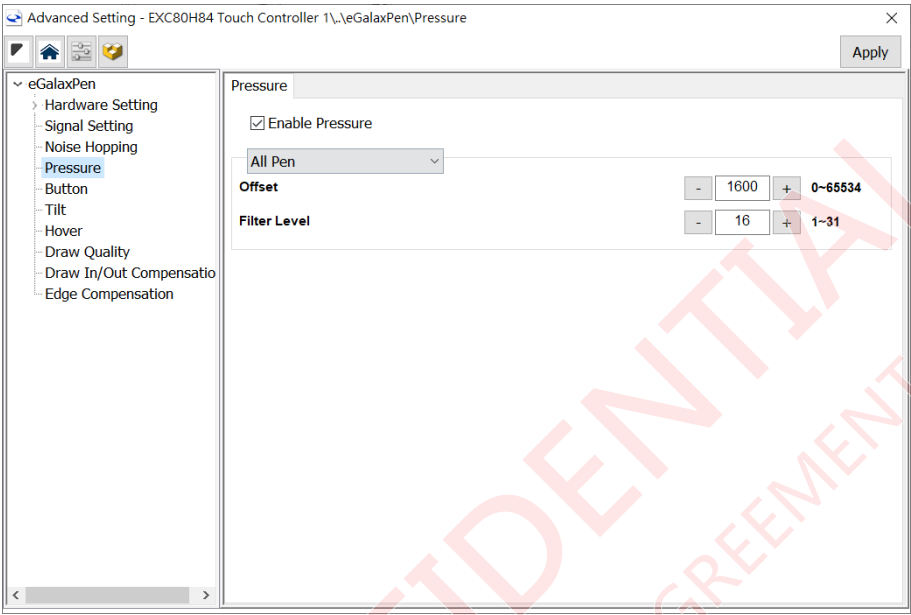 Advanced Setting - EXC80H84 Touch Controller 1\..\eGalaxPen\Pressure
Apply
eGalaxPen
Hardware Setting
Signal Setting
Noise Hopping
Pressure
Button
Tilt
Hover
Draw Quality
Draw In/Out Compensatio
Edge Compensation
Pressure
Enable Pressure
All Pen
Offset - 1600 + 0~65534
Filter Level - 16 + 1~31
IDENTIAL
GREEMENT